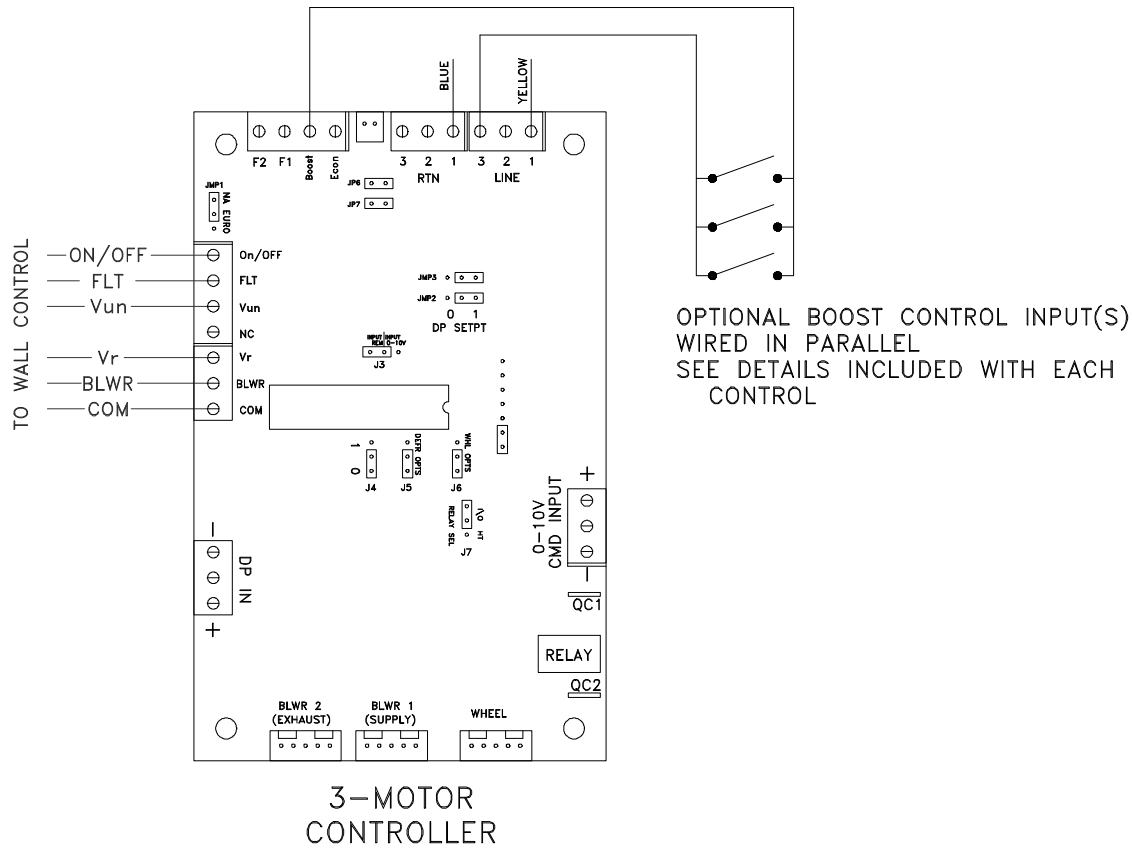 BLUE
YELLOW
F2 F1 Boost Econ
3 2 1
RTN
3 2 1
LINE
JMP1
NA EURO
JP6
JP7
TO WALL CONTROL
ON/OFF
FLT
Vun
Vr
BLWR
COM
On/OFF
FLT
Vun
NC
Vr
BLWR
COM
JMP3
JMP2
0 1
DP SETPT
INPUT INPUT
REM 0-10V
J3
OPTIONAL BOOST CONTROL INPUT(S)
WIRED IN PARALLEL
SEE DETAILS INCLUDED WITH EACH
CONTROL
1
0
J4
DEFR OPTS
J5
WHL OPTS
J6
RELAY SEL
HT
J7
+
0-10V
CMD INPUT
-
-
DP IN
+
QC1
RELAY
QC2
BLWR 2
(EXHAUST)
BLWR 1
(SUPPLY)
WHEEL
3-MOTOR
CONTROLLER